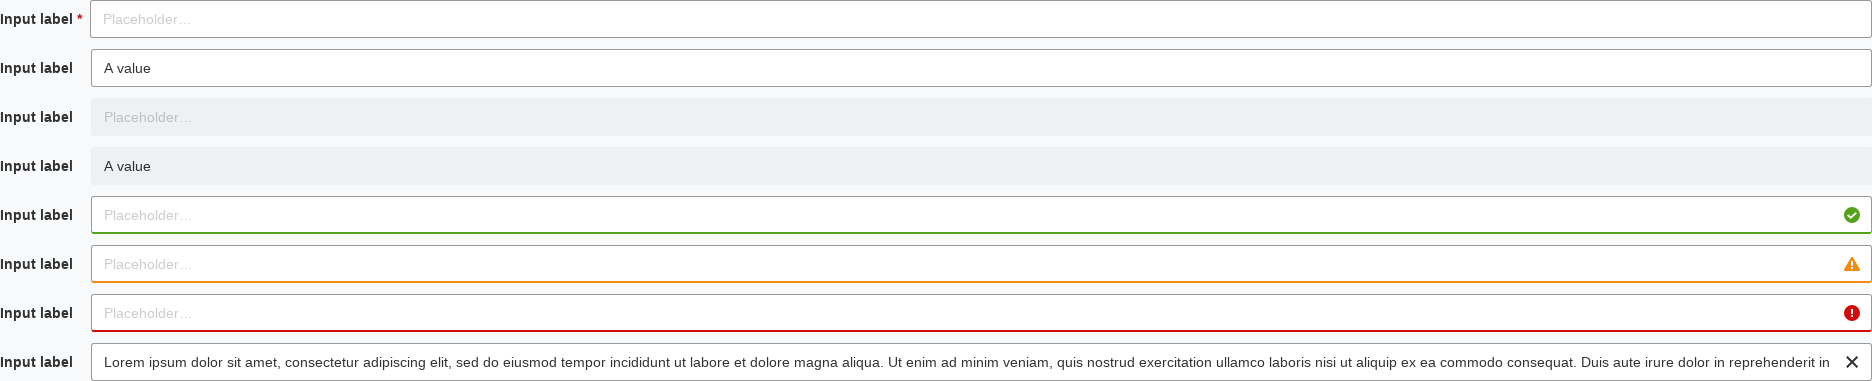 Input label * Placeholder…
Input label A value
Input label Placeholder…
Input label A value
Input label Placeholder…
Input label Placeholder…
Input label Placeholder…
Input label Lorem ipsum dolor sit amet, consectetur adipiscing elit, sed do eiusmod tempor incididunt ut labore et dolore magna aliqua. Ut enim ad minim veniam, quis nostrud exercitation ullamco laboris nisi ut aliquip ex ea commodo consequat. Duis aute irure dolor in reprehenderit in